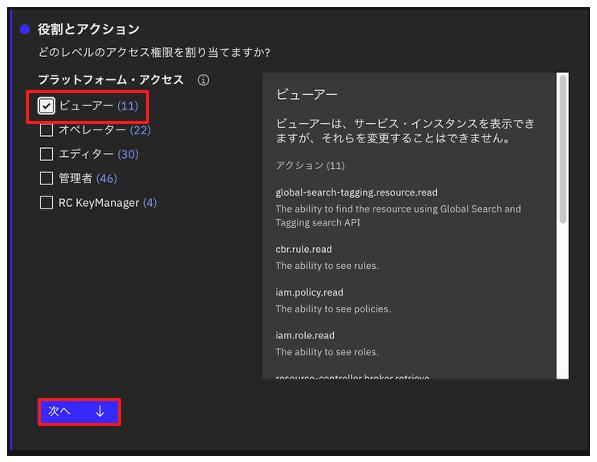 役割とアクション
どのレベルのアクセス権限を割り当てますか?
プラットフォーム・アクセス
ビューアー (11)
オペレーター (22)
エディター (30)
管理者 (46)
RC KeyManager (4)
ビューアー
ビューアーは、サービス・インスタンスを表示でき
ますが、それらを変更することはできません。
アクション (11)
global-search-tagging.resource.read
The ability to find the resource using Global Search and
Tagging search API
cbr.rule.read
The ability to see rules.
iam.policy.read
The ability to see policies.
iam.role.read
The ability to see roles.
resource-controller.broker.retrieve
次へ